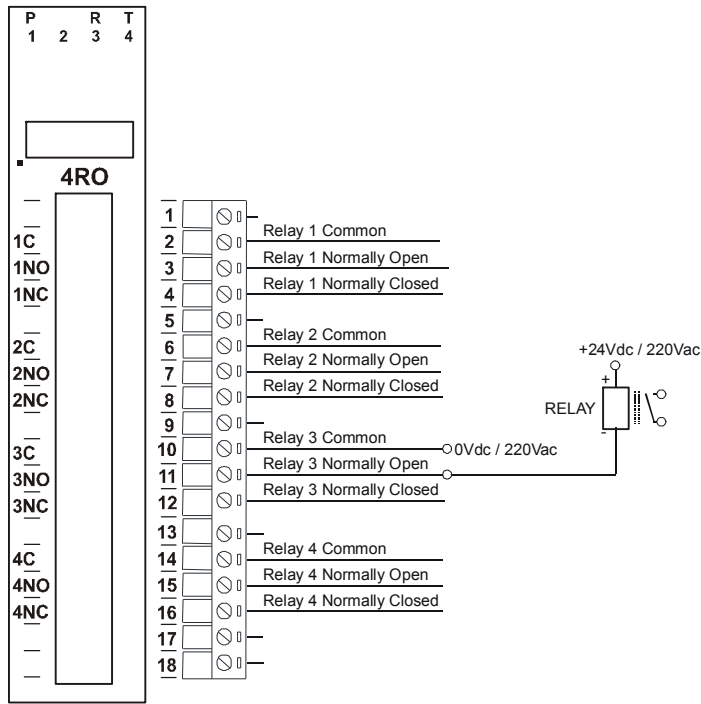 P R T
1 2 3 4
4RO
1C
1NO
1NC
2C
2NO
2NC
3C
3NO
3NC
4C
4NO
4NC
1
2 Relay 1 Common
3 Relay 1 Normally Open
4 Relay 1 Normally Closed
5
6 Relay 2 Common
7 Relay 2 Normally Open
8 Relay 2 Normally Closed
9
10 Relay 3 Common 0Vdc / 220Vac
11 Relay 3 Normally Open
12 Relay 3 Normally Closed
13
14 Relay 4 Common
15 Relay 4 Normally Open
16 Relay 4 Normally Closed
17
18
+24Vdc / 220Vac
+
RELAY
-